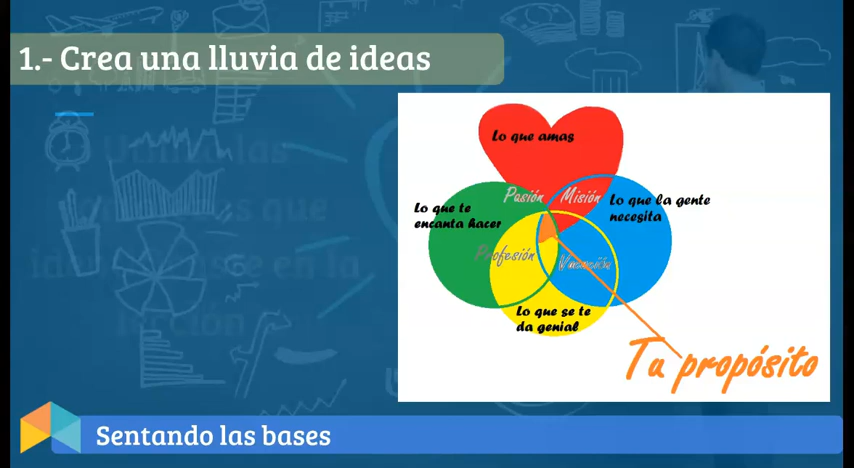 1.- Crea una lluvia de ideas
Lo que amas
Pasión
Misión
Lo que te
encanta hacer
Lo que la gente
necesita
Profesión
Vocación
Lo que se te
da genial
Tu propósito
Sentando las bases